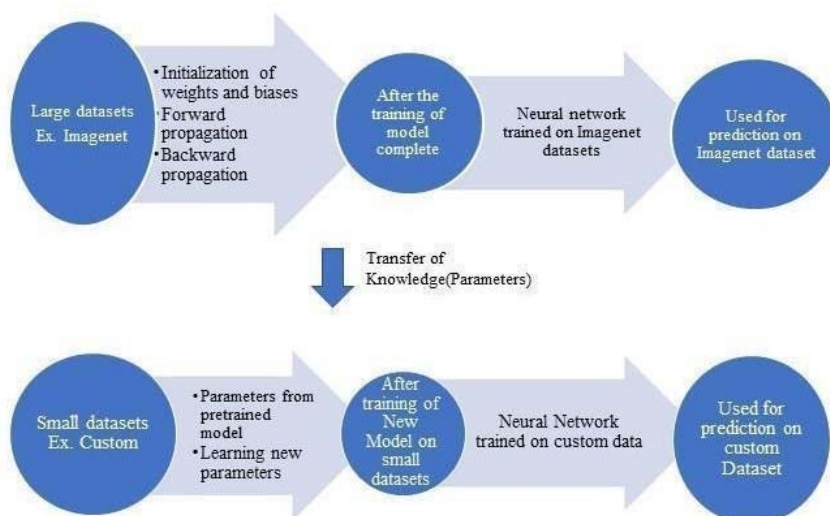 Large datasets
Ex. Imagenet
•Initialization of
weights and biases
•Forward
propagation
•Backward
propagation
After the
training of
model
complete
Neural network
trained on Imagenet
datasets
Used for
prediction on
Imagenet dataset
Transfer of
Knowledge(Parameters)
Small datasets
Ex. Custom
• Parameters from
pretrained
model
• Learning new
parameters
After
training of
New
Model on
small
datasets
Neural Network
trained on custom data
Used for
prediction on
custom
Dataset